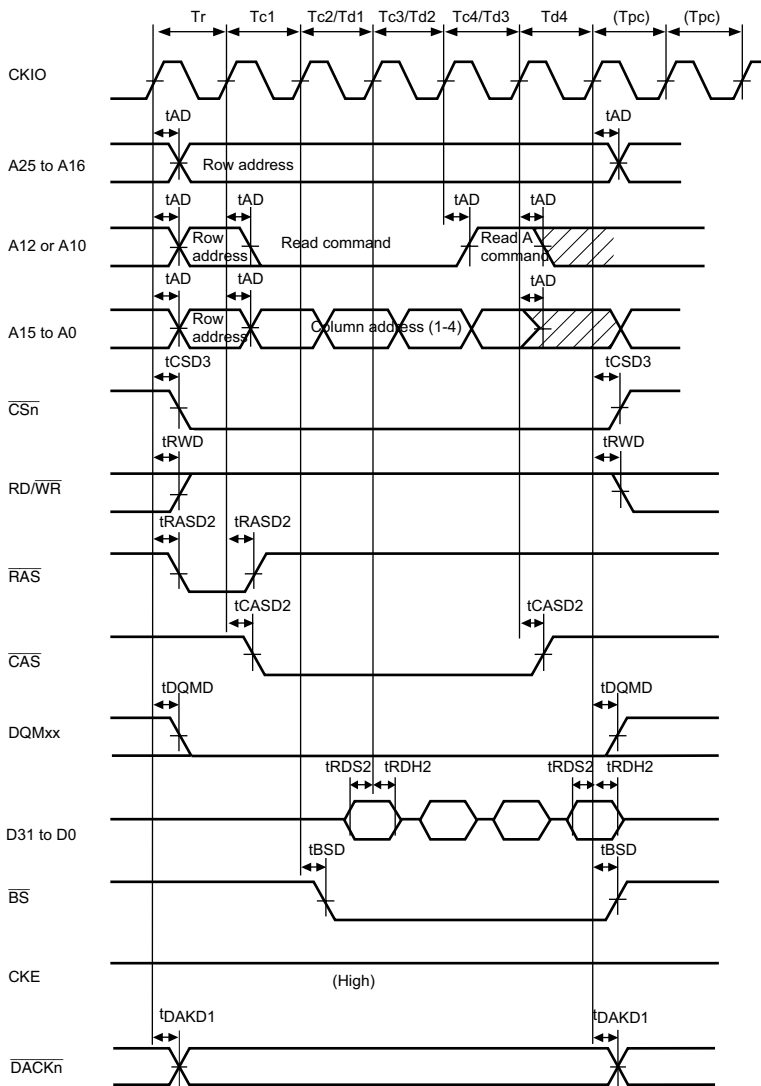 Tr Tc1 Tc2/Td1 Tc3/Td2 Tc4/Td3 Td4 (Tpc) (Tpc)
CKIO
tAD tAD
A25 to A16 Row address
tAD tAD tAD tAD
A12 or A10 Row address Read command Read A command
tAD tAD tAD
A15 to A0 Row address Column address (1-4)
tCSD3 tCSD3
CSn
tRWD tRWD
RD/WR
tRASD2 tRASD2
RAS
tCASD2 tCASD2
CAS
tDQMD tDQMD
DQMxx
tRDS2 tRDH2 tRDS2 tRDH2
D31 to D0
tBSD tBSD
BS
CKE (High)
tDAKD1 tDAKD1
DACKn